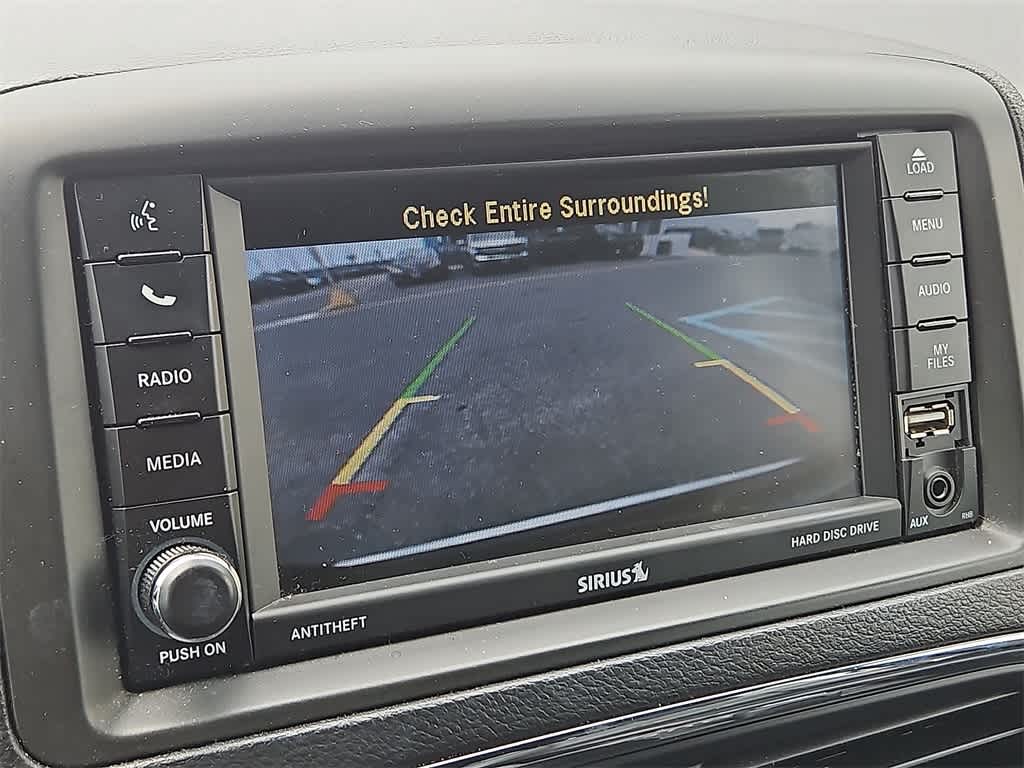 Check Entire Surroundings!
RADIO
MEDIA
VOLUME
PUSH ON
ANTITHEFT
SIRIUS
HARD DISC DRIVE
LOAD
MENU
AUDIO
MY
FILES
AUX
RHB